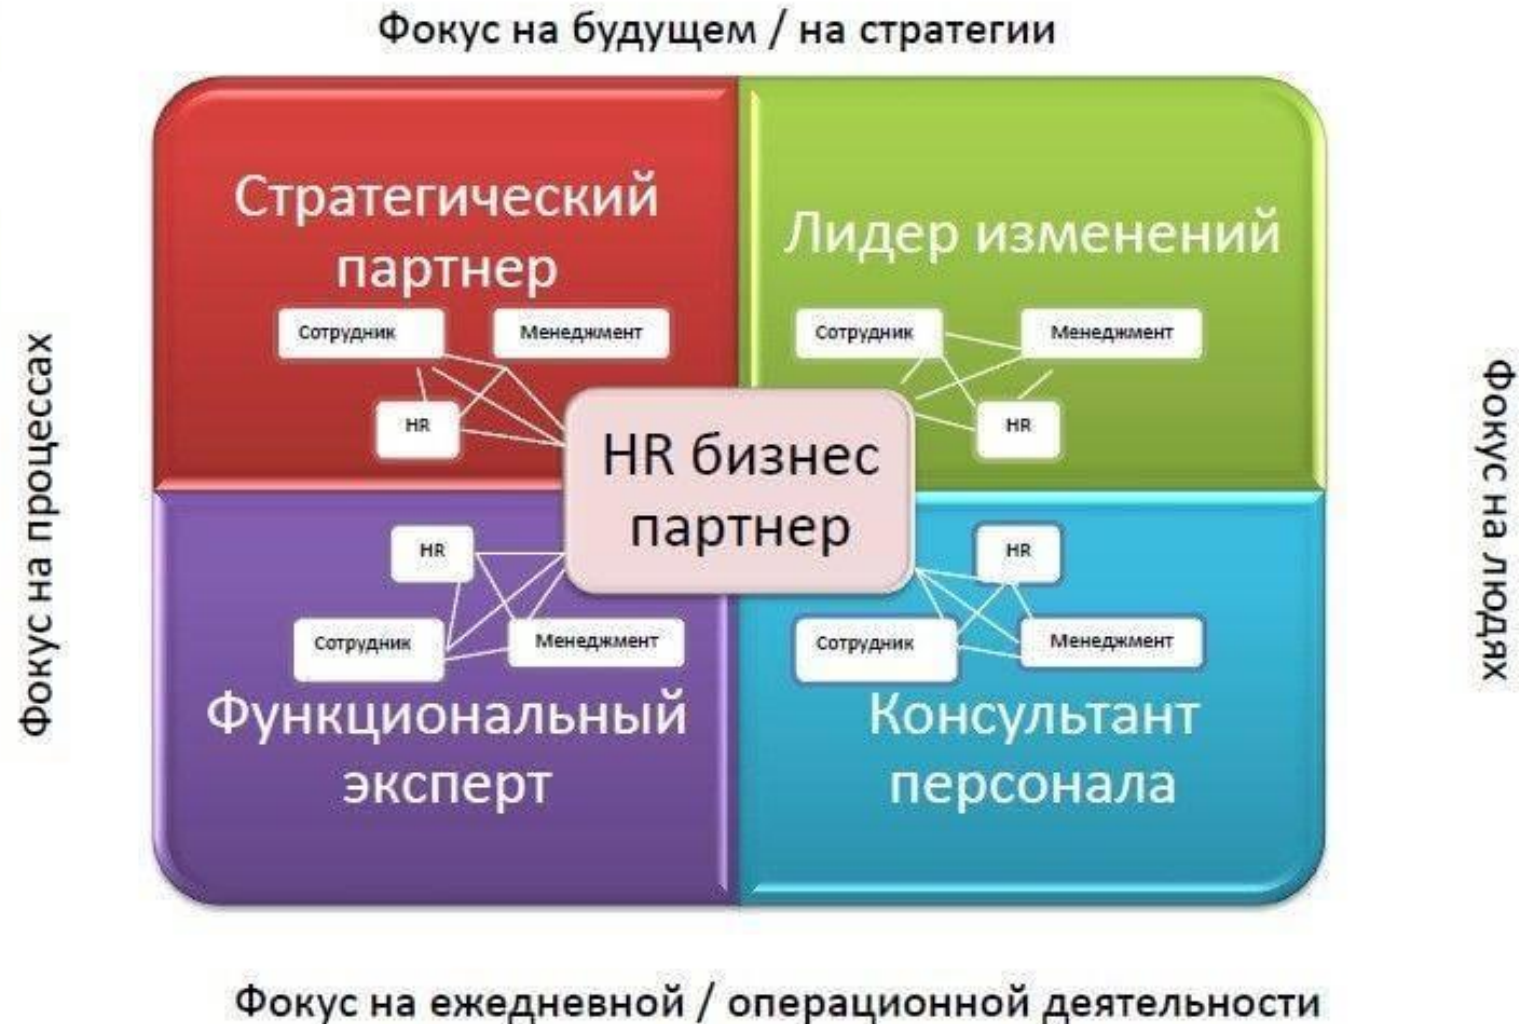 Фокус на будущем / на стратегии
Фокус на процессах
Стратегический
партнер
Сотрудник
Менеджмент
HR
Лидер изменений
Сотрудник
Менеджмент
HR
HR бизнес
партнер
HR
Сотрудник
Менеджмент
Функциональный
эксперт
HR
Сотрудник
Менеджмент
Консультант
персонала
Фокус на людях
Фокус на ежедневной / операционной деятельности